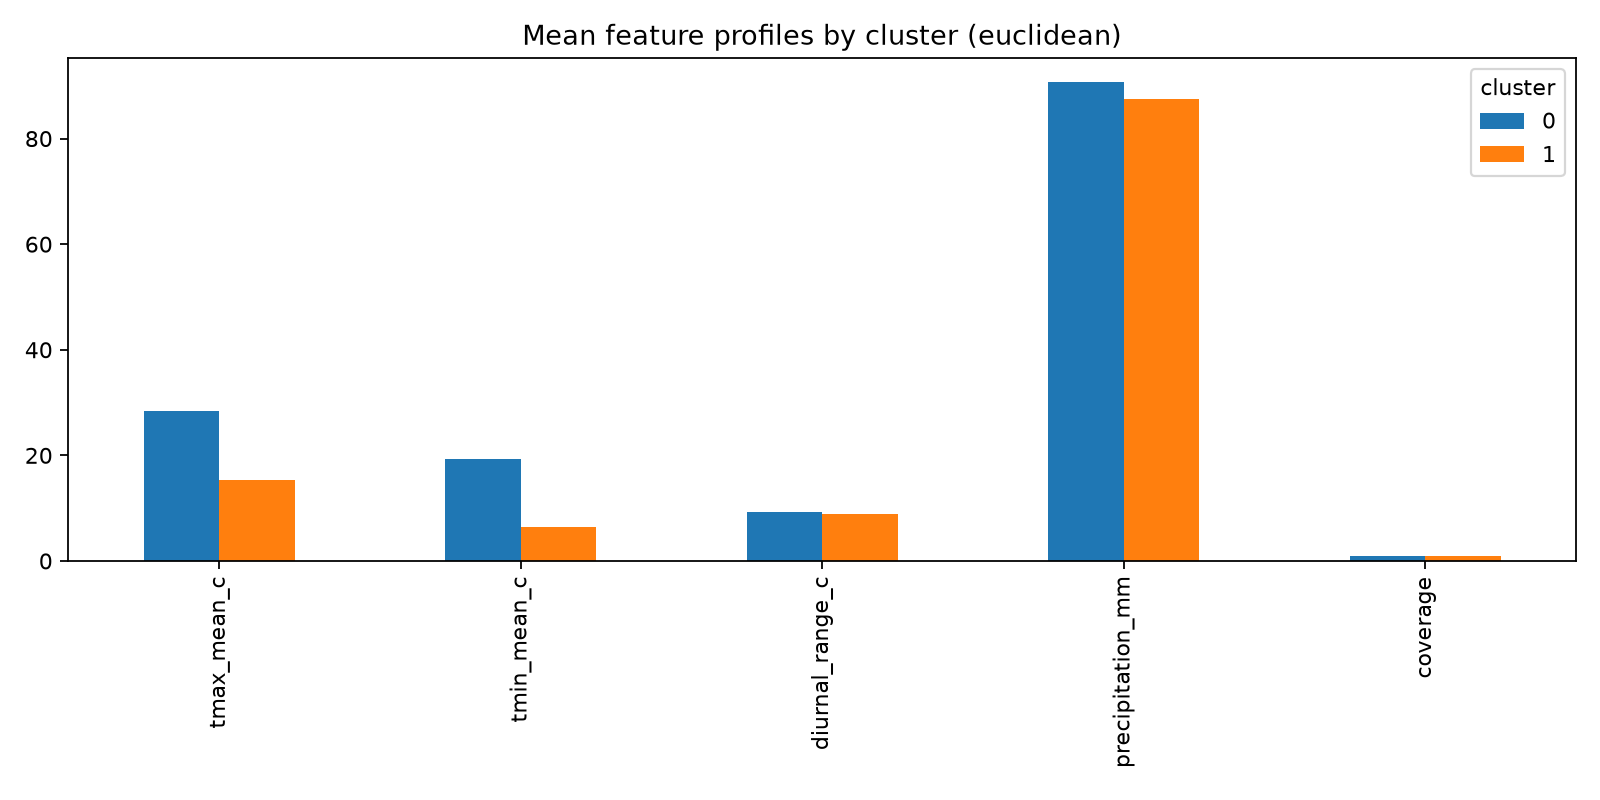 Mean feature profiles by cluster (euclidean)
cluster
0
1
80
60
40
20
0
tmax_mean_c
tmin_mean_c
diurnal_range_c
precipitation_mm
coverage